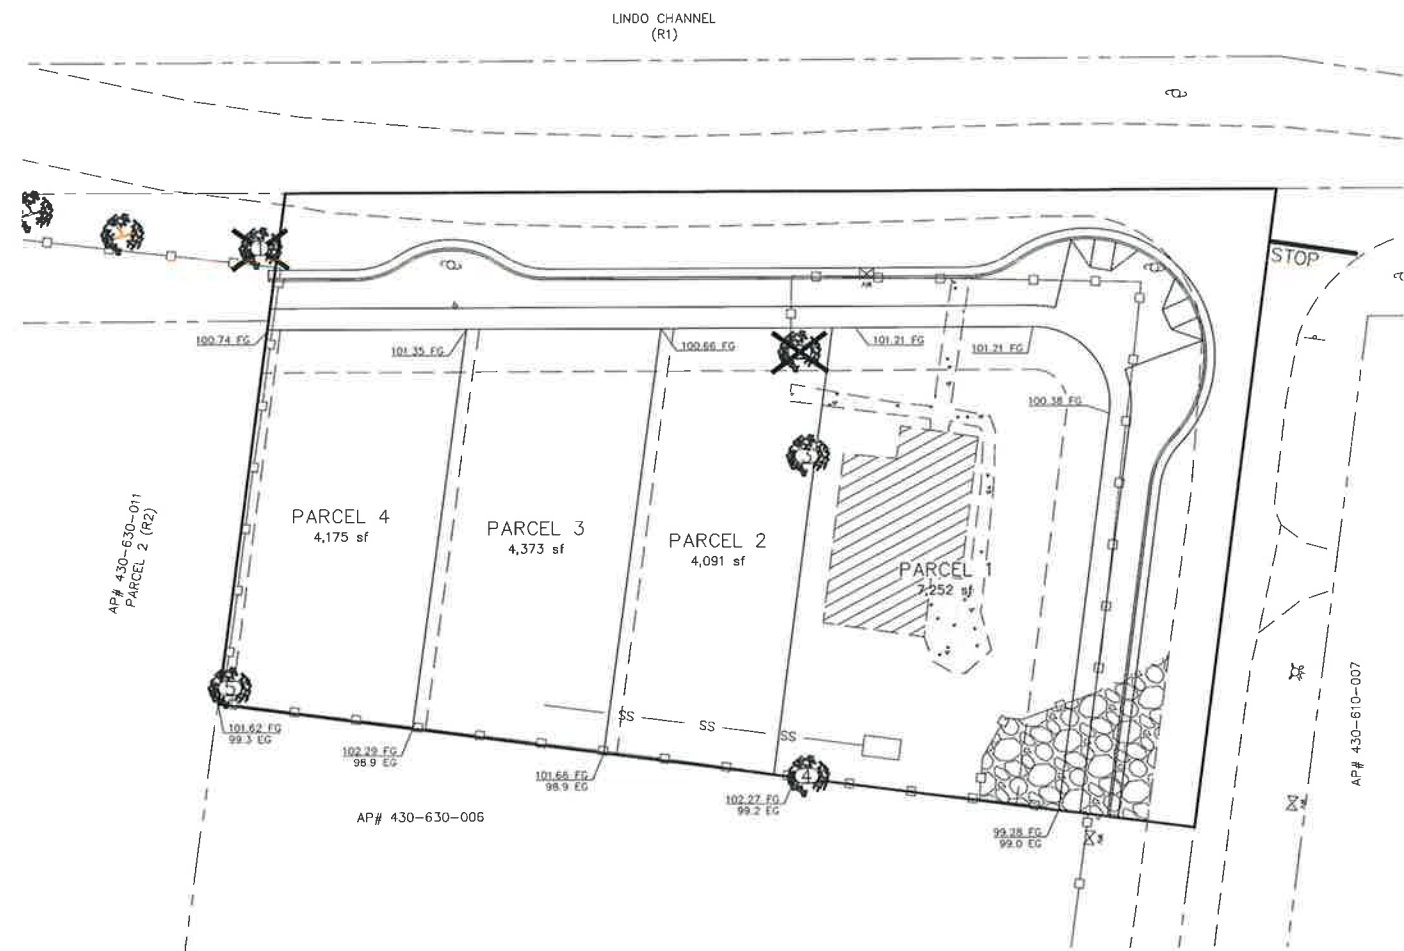 LINDO CHANNEL
(R1)
STOP
100.74 FG
101.35 FG
100.66 FG
101.21 FG
101.21 FG
100.38 FG
1
3
AP# 430-630-011
PARCEL 2 (R2)
PARCEL 4
4,175 sf
PARCEL 3
4,373 sf
PARCEL 2
4,091 sf
PARCEL 1
7,252 sf
5
SS
SS
SS
4
101.62 FG
99.3 EG
102.29 FG
98.9 EG
101.66 FG
98.9 EG
102.27 FG
99.2 EG
99.28 FG
99.0 EG
AP# 430-630-006
AP# 430-610-007